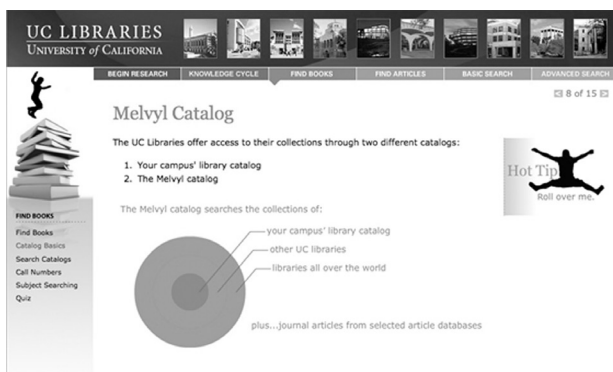 UC LIBRARIES
UNIVERSITY of CALIFORNIA
BEGIN RESEARCH
KNOWLEDGE CYCLE
FIND BOOKS
FIND ARTICLES
BASIC SEARCH
ADVANCED SEARCH
8 of 15
Melvyl Catalog
The UC Libraries offer access to their collections through two different catalogs:
1. Your campus' library catalog
2. The Melvyl catalog
Hot Tip
Roll over me.
The Melvyl catalog searches the collections of:
your campus' library catalog
other UC libraries
libraries all over the world
plus...journal articles from selected article databases
FIND BOOKS
Find Books
Catalog Basics
Search Catalogs
Call Numbers
Subject Searching
Quiz